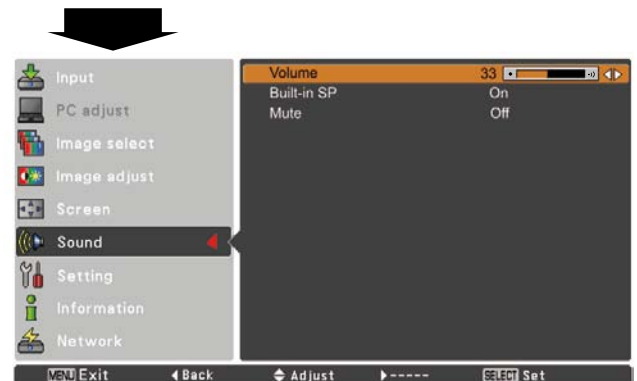 Input
PC adjust
Image select
Image adjust
Screen
Sound
Setting
Information
Network
Volume 33
Built-in SP On
Mute Off
MENU Exit Back Adjust ----- SELECT Set